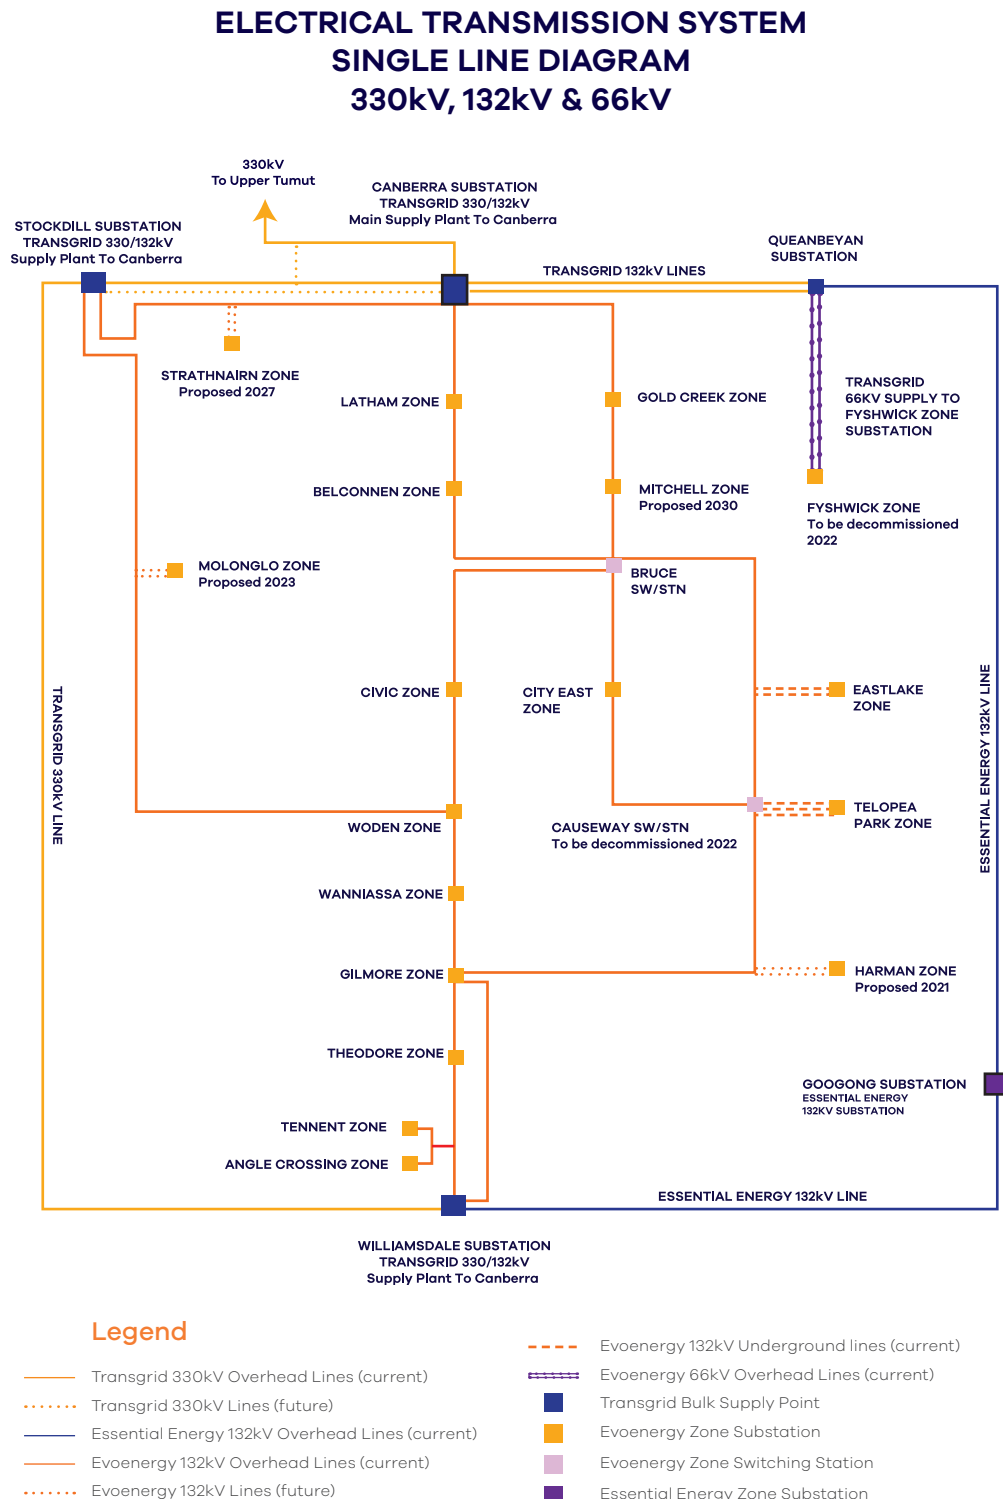 ELECTRICAL TRANSMISSION SYSTEM
SINGLE LINE DIAGRAM
330kV, 132kV & 66kV
330kV
To Upper Tumut
CANBERRA SUBSTATION
TRANSGRID 330/132kV
Main Supply Plant To Canberra
STOCKDILL SUBSTATION
TRANSGRID 330/132kV
Supply Plant To Canberra
QUEANBEYAN
SUBSTATION
TRANSGRID 132kV LINES
STRATHNAIRN ZONE
Proposed 2027
LATHAM ZONE
GOLD CREEK ZONE
TRANSGRID
66KV SUPPLY TO
FYSHWICK ZONE
SUBSTATION
BELCONNEN ZONE
MITCHELL ZONE
Proposed 2030
FYSHWICK ZONE
To be decommissioned
2022
MOLONGLO ZONE
Proposed 2023
BRUCE
SW/STN
TRANSGRID 330kV LINE
CIVIC ZONE
CITY EAST
ZONE
EASTLAKE
ZONE
ESSENTIAL ENERGY 132kV LINE
WODEN ZONE
CAUSEWAY SW/STN
To be decommissioned 2022
TELOPEA
PARK ZONE
WANNIASSA ZONE
GILMORE ZONE
HARMAN ZONE
Proposed 2021
THEODORE ZONE
GOOGONG SUBSTATION
ESSENTIAL ENERGY
132KV SUBSTATION
TENNENT ZONE
ANGLE CROSSING ZONE
ESSENTIAL ENERGY 132kV LINE
WILLIAMSDALE SUBSTATION
TRANSGRID 330/132kV
Supply Plant To Canberra
Legend
Transgrid 330kV Overhead Lines (current)
Transgrid 330kV Lines (future)
Essential Energy 132kV Overhead Lines (current)
Evoenergy 132kV Overhead Lines (current)
Evoenergy 132kV Lines (future)
Evoenergy 132kV Underground lines (current)
Evoenergy 66kV Overhead Lines (current)
Transgrid Bulk Supply Point
Evoenergy Zone Substation
Evoenergy Zone Switching Station
Essential Energy Zone Substation